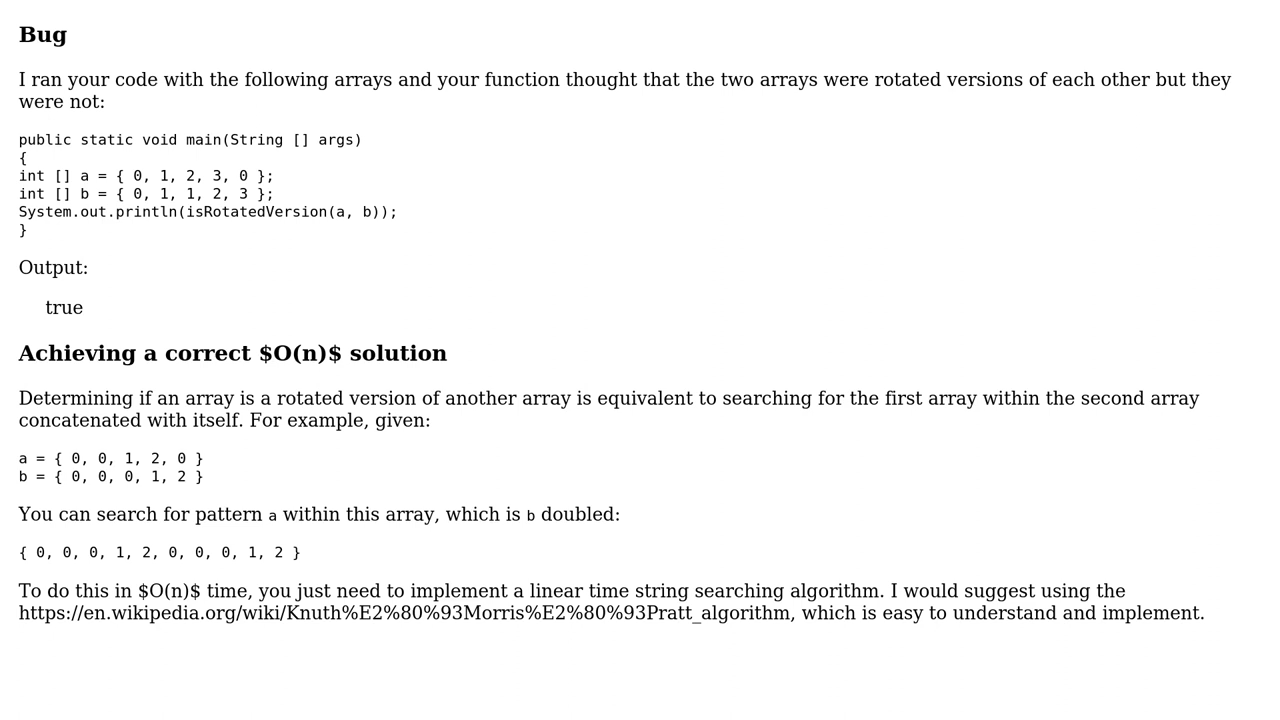 Bug
I ran your code with the following arrays and your function thought that the two arrays were rotated versions of each other but they
were not:
public static void main(String [] args)
{
int [] a = { 0, 1, 2, 3, 0 };
int [] b = { 0, 1, 1, 2, 3 };
System.out.println(isRotatedVersion(a, b));
}
Output:
true
Achieving a correct $O(n)$ solution
Determining if an array is a rotated version of another array is equivalent to searching for the first array within the second array
concatenated with itself. For example, given:
a = { 0, 0, 1, 2, 0 }
b = { 0, 0, 0, 1, 2 }
You can search for pattern a within this array, which is b doubled:
{ 0, 0, 0, 1, 2, 0, 0, 0, 1, 2 }
To do this in $O(n)$ time, you just need to implement a linear time string searching algorithm. I would suggest using the
https://en.wikipedia.org/wiki/Knuth%E2%80%93Morris%E2%80%93Pratt_algorithm, which is easy to understand and implement.